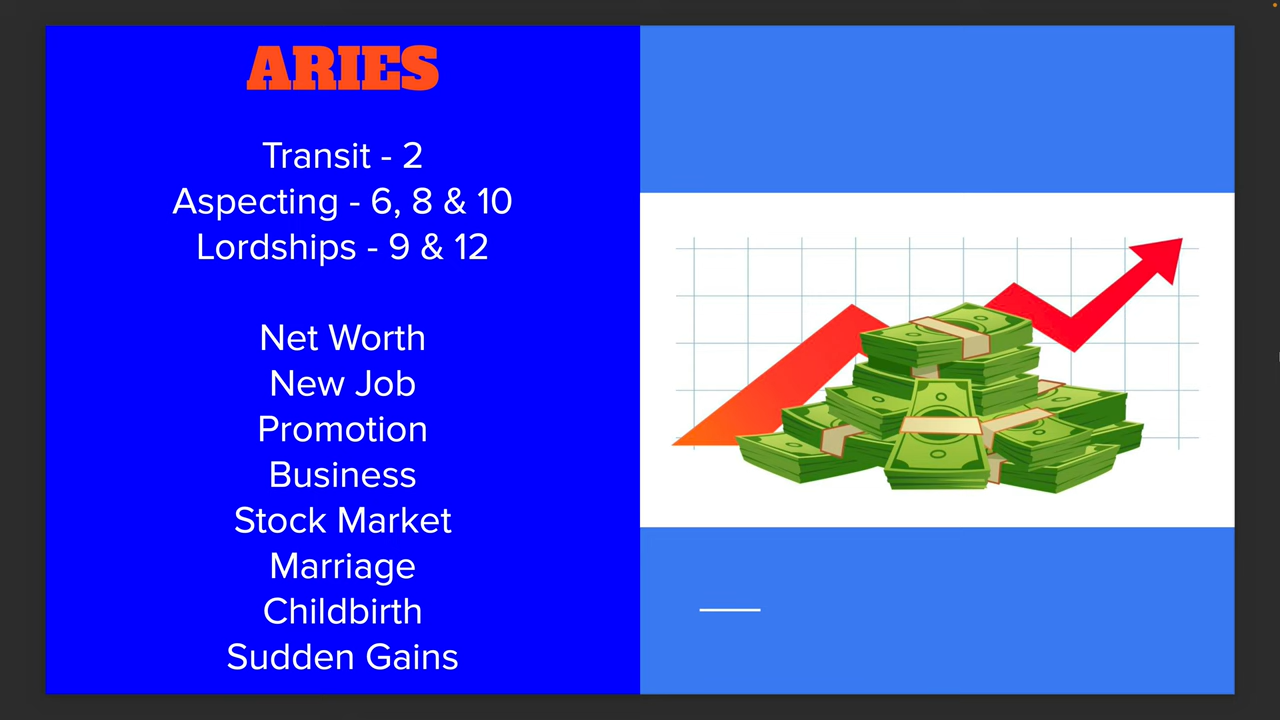 ARIES
Transit - 2
Aspecting - 6, 8 & 10
Lordships - 9 & 12
Net Worth
New Job
Promotion
Business
Stock Market
Marriage
Childbirth
Sudden Gains